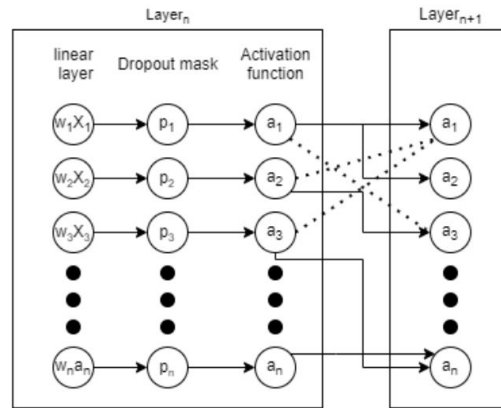 Layerₙ
Layerₙ₊₁
linear layer
Dropout mask
Activation function
w₁X₁
p₁
a₁
a₁
w₂X₂
p₂
a₂
a₂
w₃X₃
p₃
a₃
a₃
wₙaₙ
pₙ
aₙ
aₙ